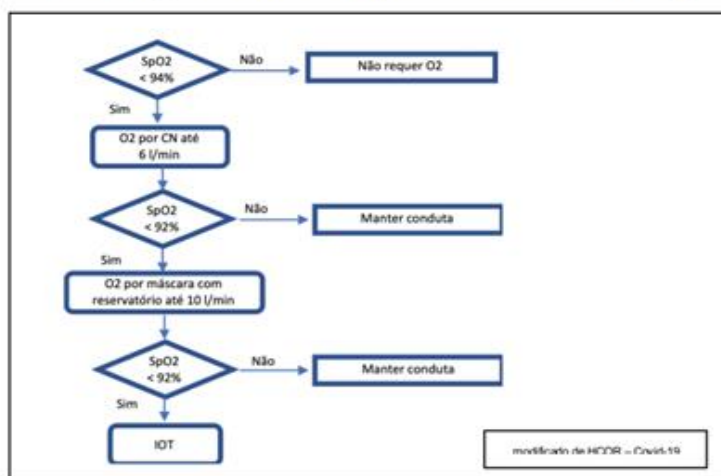 SpO2
< 94%
Não
Não requer O2
Sim
O2 por CN até
6 l/min
SpO2
< 92%
Não
Manter conduta
Sim
O2 por máscara com
reservatório até 10 l/min
SpO2
< 92%
Não
Manter conduta
Sim
IOT
modificado de HCOR – Covid-19